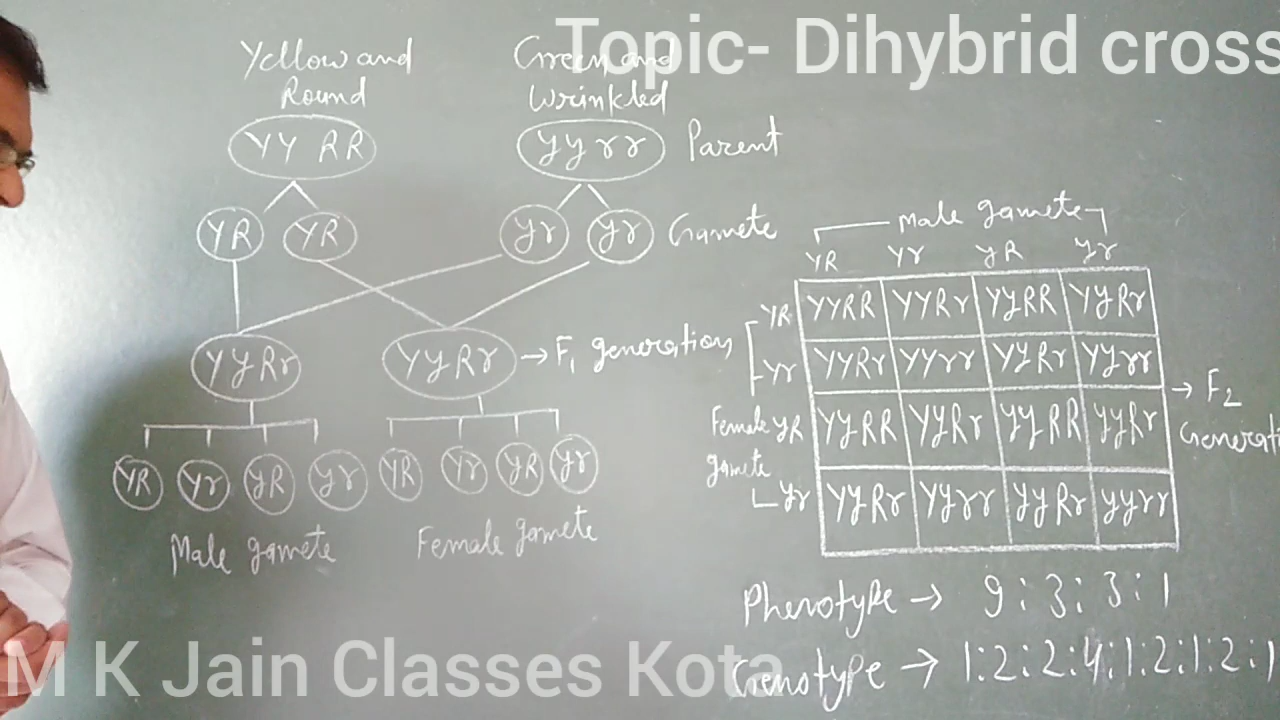 Topic- Dihybrid cross
Yellow and
Round
Green and
Wrinkled
YY RR
yy rr
Parent
YR
YR
yr
yr
Gamete
YyRr
YyRr
→ F1 generation
YR
Yr
yR
yr
YR
Yr
yR
yr
Male gamete
Female gamete
male gamete
YR Yr yR yr
YR YYRR YYRr YyRR YyRr
Yr YYRr YYrr YyRr Yyrr
Female
gamete
yR YyRR YyRr yyRR yyRr
yr YyRr Yyrr yyRr yyrr
→ F2
Generati
Phenotype → 9:3:3:1
Genotype → 1:2:2:4:1:2:1:2:1
M K Jain Classes Kota